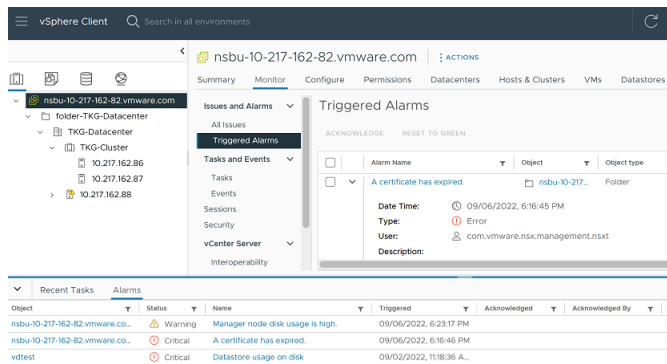 vSphere Client Search in all environments
nsbu-10-217-162-82.vmware.com ACTIONS
Summary Monitor Configure Permissions Datacenters Hosts & Clusters VMs Datastores
nsbu-10-217-162-82.vmware.com
folder-TKG-Datacenter
TKG-Datacenter
TKG-Cluster
10.217.162.86
10.217.162.87
10.217.162.88
Issues and Alarms
All Issues
Triggered Alarms
Tasks and Events
Tasks
Events
Sessions
Security
vCenter Server
Interoperability
Triggered Alarms
ACKNOWLEDGE RESET TO GREEN
Alarm Name Object Object type
A certificate has expired. nsbu-10-217... Folder
Date Time: 09/06/2022, 6:16:45 PM
Type: Error
User: com.vmware.nsx.management.nsxt
Description:
Recent Tasks Alarms
Object Status Name Triggered Acknowledged Acknowledged By
nsbu-10-217-162-82.vmware.co... Warning Manager node disk usage is high. 09/06/2022, 6:23:17 PM
nsbu-10-217-162-82.vmware.co... Critical A certificate has expired. 09/06/2022, 6:16:46 PM
vdtest Critical Datastore usage on disk 09/02/2022, 11:18:36 A...